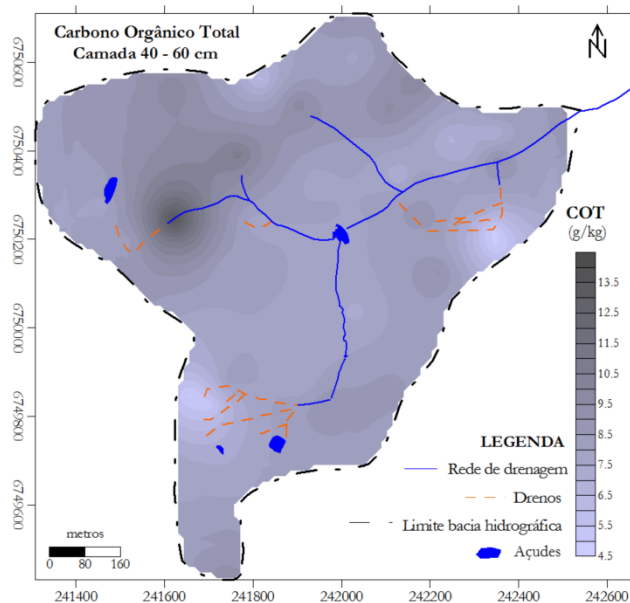 Carbono Orgânico Total
Camada 40 - 60 cm
N
6750600
6750400
6750200
6750000
6749800
6749600
COT
(g/kg)
13.5
12.5
11.5
10.5
9.5
8.5
7.5
6.5
5.5
4.5
LEGENDA
Rede de drenagem
Drenos
Limite bacia hidrográfica
Açudes
metros
0 80 160
241400 241600 241800 242000 242200 242400 242600